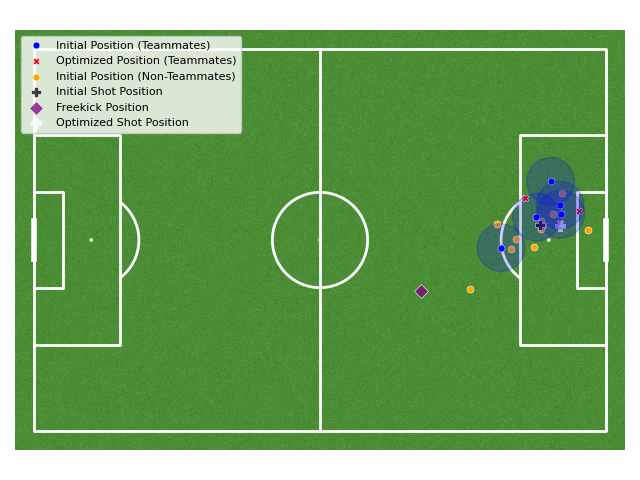 Initial Position (Teammates)
Optimized Position (Teammates)
Initial Position (Non-Teammates)
Initial Shot Position
Freekick Position
Optimized Shot Position